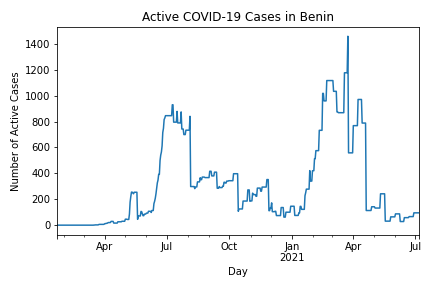 Active COVID-19 Cases in Benin
Number of Active Cases
1400
1200
1000
800
600
400
200
0
Apr
Jul
Oct
Jan
2021
Apr
Jul
Day